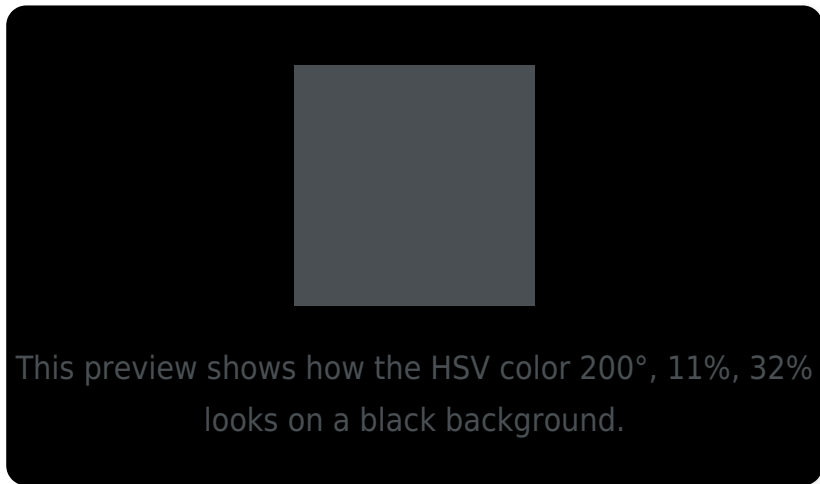 This preview shows how the HSV color 200°, 11%, 32%
looks on a black background.